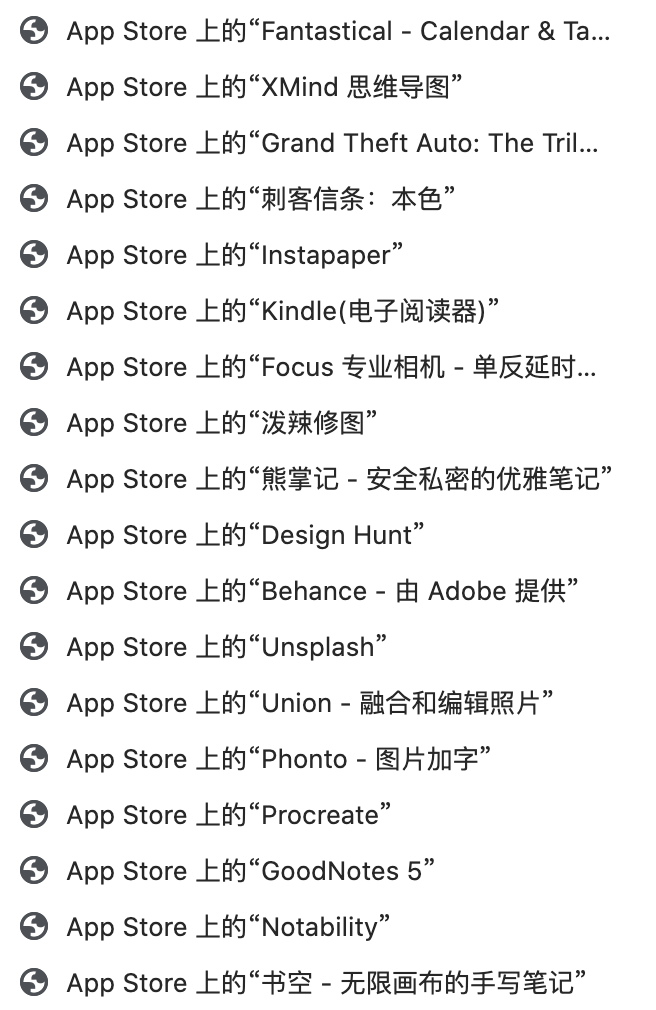 App Store 上的“Fantastical - Calendar & Ta...
App Store 上的“XMind 思维导图”
App Store 上的“Grand Theft Auto: The Tril...
App Store 上的“刺客信条：本色”
App Store 上的“Instapaper”
App Store 上的“Kindle(电子阅读器)”
App Store 上的“Focus 专业相机 - 单反延时...
App Store 上的“泼辣修图”
App Store 上的“熊掌记 - 安全私密的优雅笔记”
App Store 上的“Design Hunt”
App Store 上的“Behance - 由 Adobe 提供”
App Store 上的“Unsplash”
App Store 上的“Union - 融合和编辑照片”
App Store 上的“Phonto - 图片加字”
App Store 上的“Procreate”
App Store 上的“GoodNotes 5”
App Store 上的“Notability”
App Store 上的“书空 - 无限画布的手写笔记”